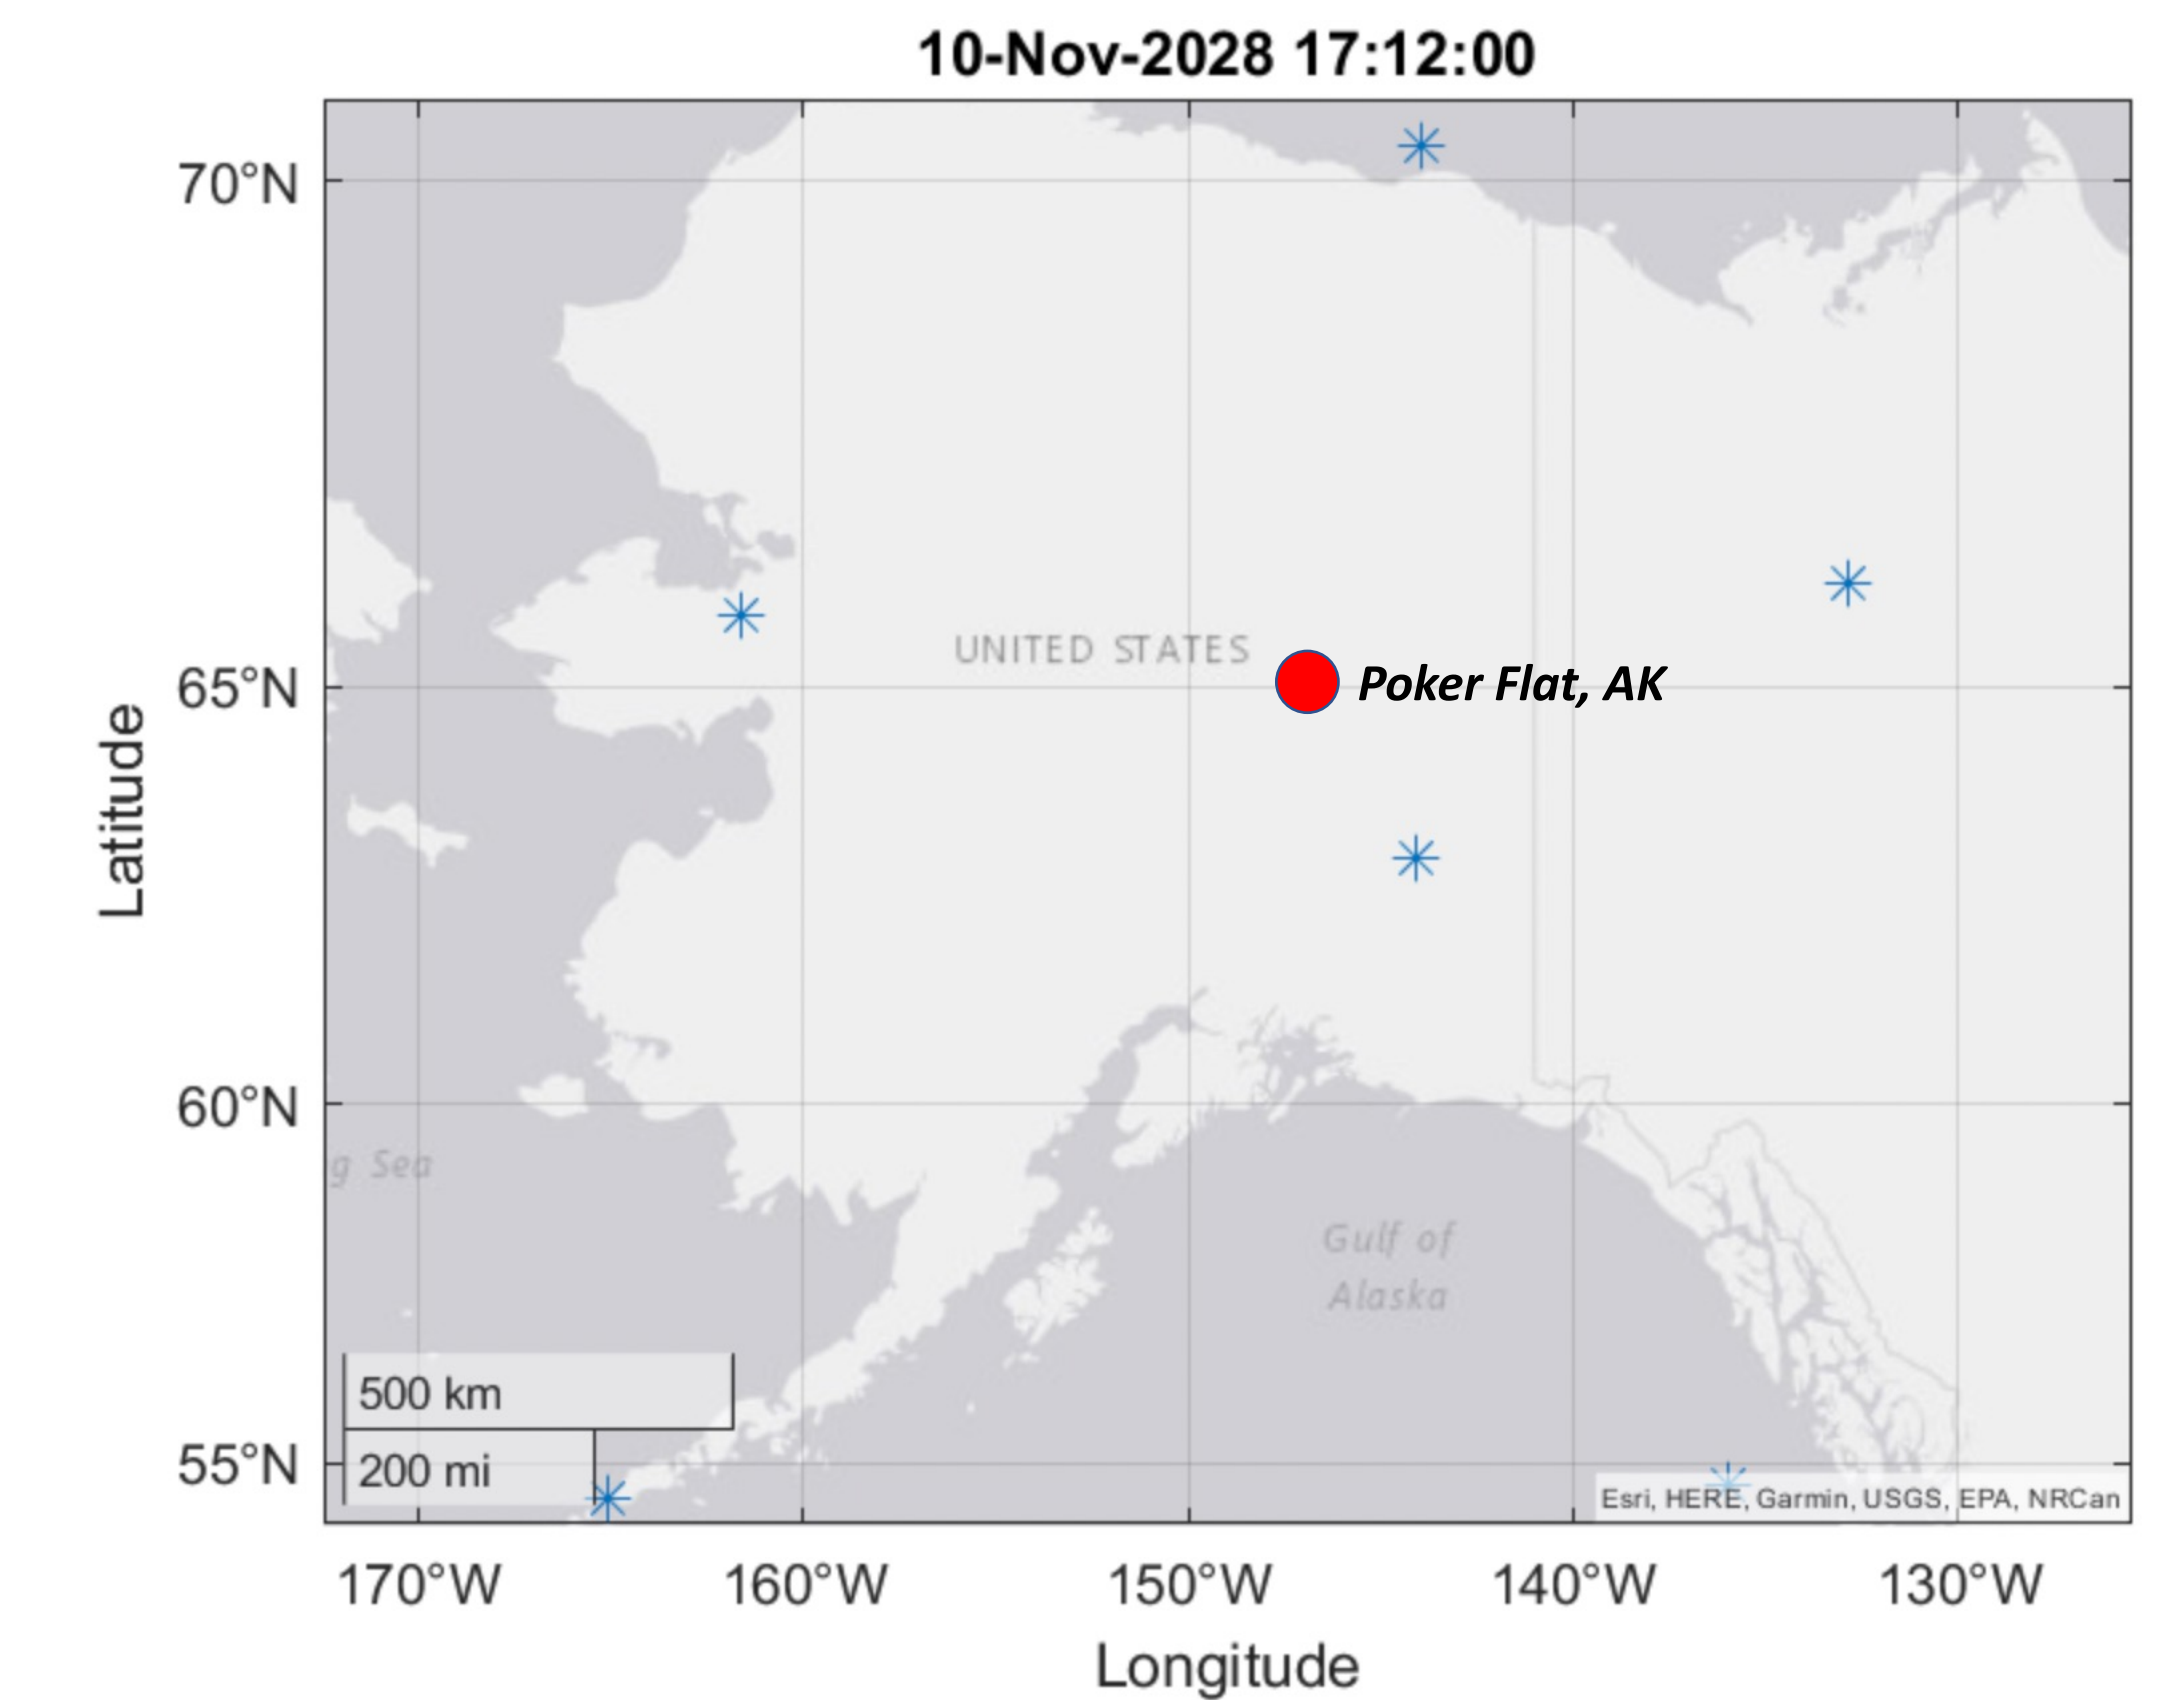 10-Nov-2028 17:12:00
70°N
65°N
60°N
55°N
Latitude
UNITED STATES
Poker Flat, AK
g Sea
Gulf of
Alaska
500 km
200 mi
Esri, HERE, Garmin, USGS, EPA, NRCan
170°W 160°W 150°W 140°W 130°W
Longitude